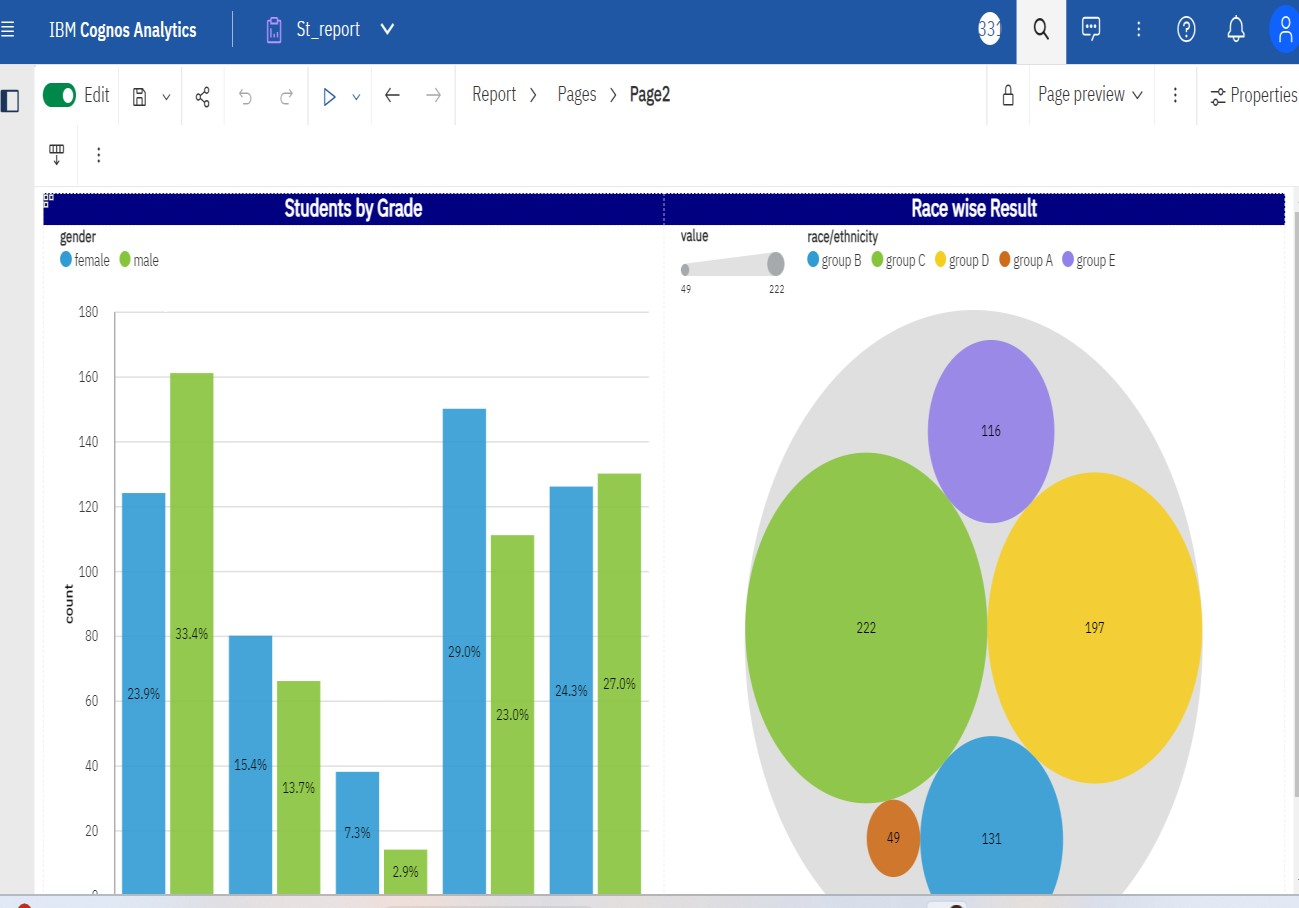 IBM Cognos Analytics
St_report
331
Edit
Report
Pages
Page2
Page preview
Properties
Students by Grade
Race wise Result
gender
female
male
value
49
222
race/ethnicity
group B
group C
group D
group A
group E
180
160
140
120
100
80
60
40
20
count
23.9%
33.4%
15.4%
13.7%
7.3%
2.9%
29.0%
23.0%
24.3%
27.0%
116
222
197
49
131